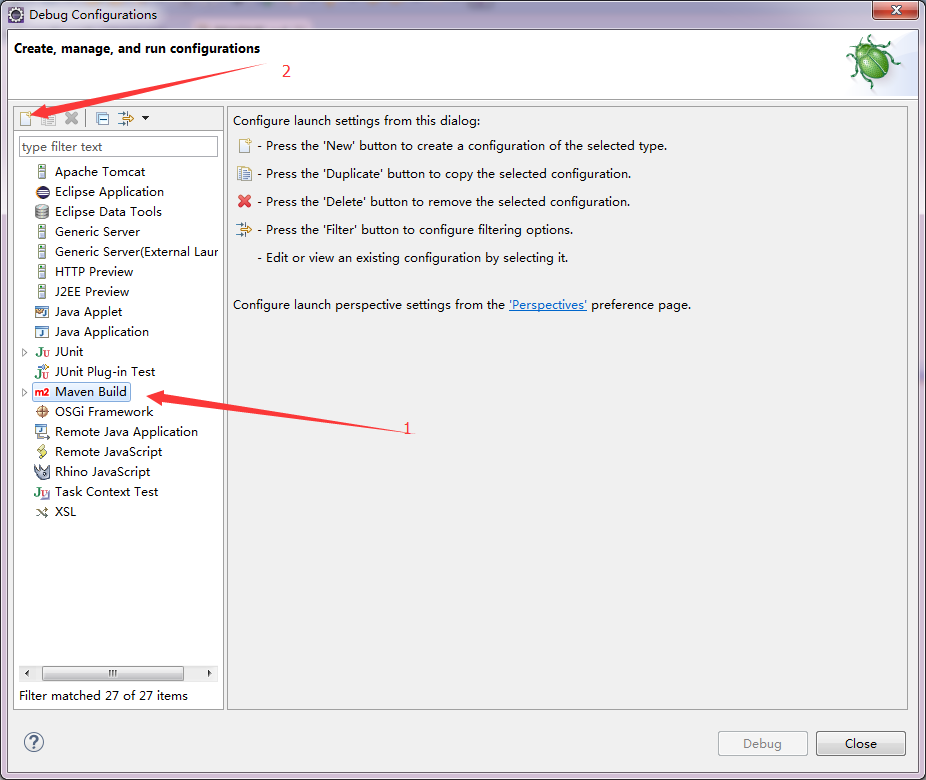 Debug Configurations
Create, manage, and run configurations
2
type filter text
Apache Tomcat
Eclipse Application
Eclipse Data Tools
Generic Server
Generic Server(External Laur
HTTP Preview
J2EE Preview
Java Applet
Java Application
Ju JUnit
JUnit Plug-in Test
m2 Maven Build
OSGi Framework
Remote Java Application
Remote JavaScript
Rhino JavaScript
Task Context Test
XSL
Filter matched 27 of 27 items
Configure launch settings from this dialog:
- Press the 'New' button to create a configuration of the selected type.
- Press the 'Duplicate' button to copy the selected configuration.
- Press the 'Delete' button to remove the selected configuration.
- Press the 'Filter' button to configure filtering options.
- Edit or view an existing configuration by selecting it.
Configure launch perspective settings from the 'Perspectives' preference page.
1
?
Debug
Close